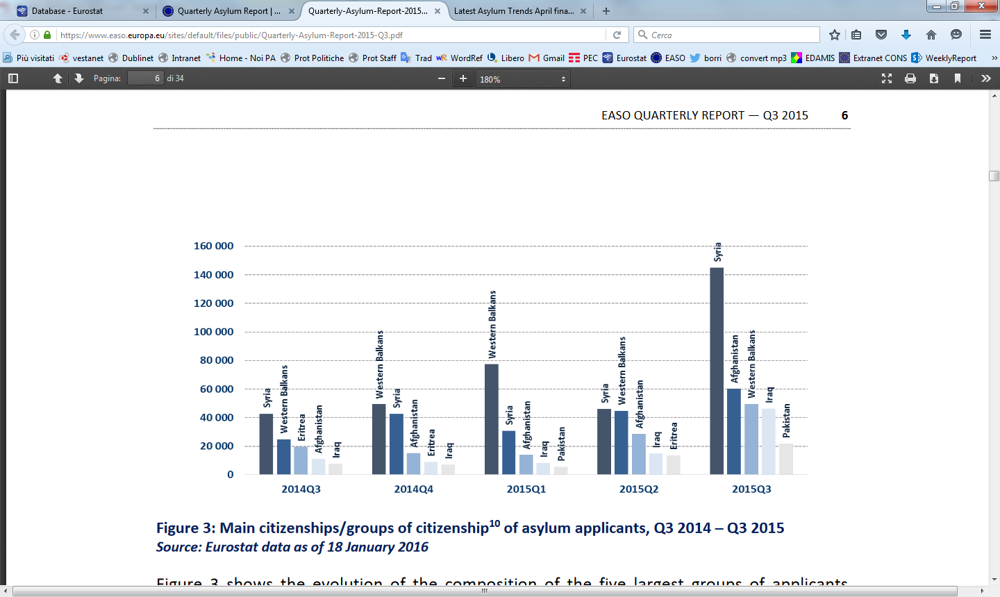 Database - Eurostat
Quarterly Asylum Report | ...
Quarterly-Asylum-Report-2015...
Latest Asylum Trends April fina...
https://www.easo.europa.eu/sites/default/files/public/Quarterly-Asylum-Report-2015-Q3.pdf
Cerca
Più visitati vestanet Dublinet Intranet Home - Noi PA Prot Politiche Prot Staff Trad WordRef Libero Gmail PEC Eurostat EASO borri convert mp3 EDAMIS Extranet CONS WeeklyReport
Pagina: 6 di 34
180%
EASO QUARTERLY REPORT — Q3 2015 6
160 000
140 000
120 000
100 000
80 000
60 000
40 000
20 000
0
Syria
Western Balkans
Eritrea
Afghanistan
Iraq
Western Balkans
Syria
Afghanistan
Eritrea
Iraq
Western Balkans
Syria
Afghanistan
Iraq
Pakistan
Syria
Western Balkans
Afghanistan
Iraq
Eritrea
Syria
Afghanistan
Western Balkans
Iraq
Pakistan
2014Q3 2014Q4 2015Q1 2015Q2 2015Q3
Figure 3: Main citizenships/groups of citizenship10 of asylum applicants, Q3 2014 – Q3 2015
Source: Eurostat data as of 18 January 2016
Figure 3 shows the evolution of the composition of the five largest groups of applicants